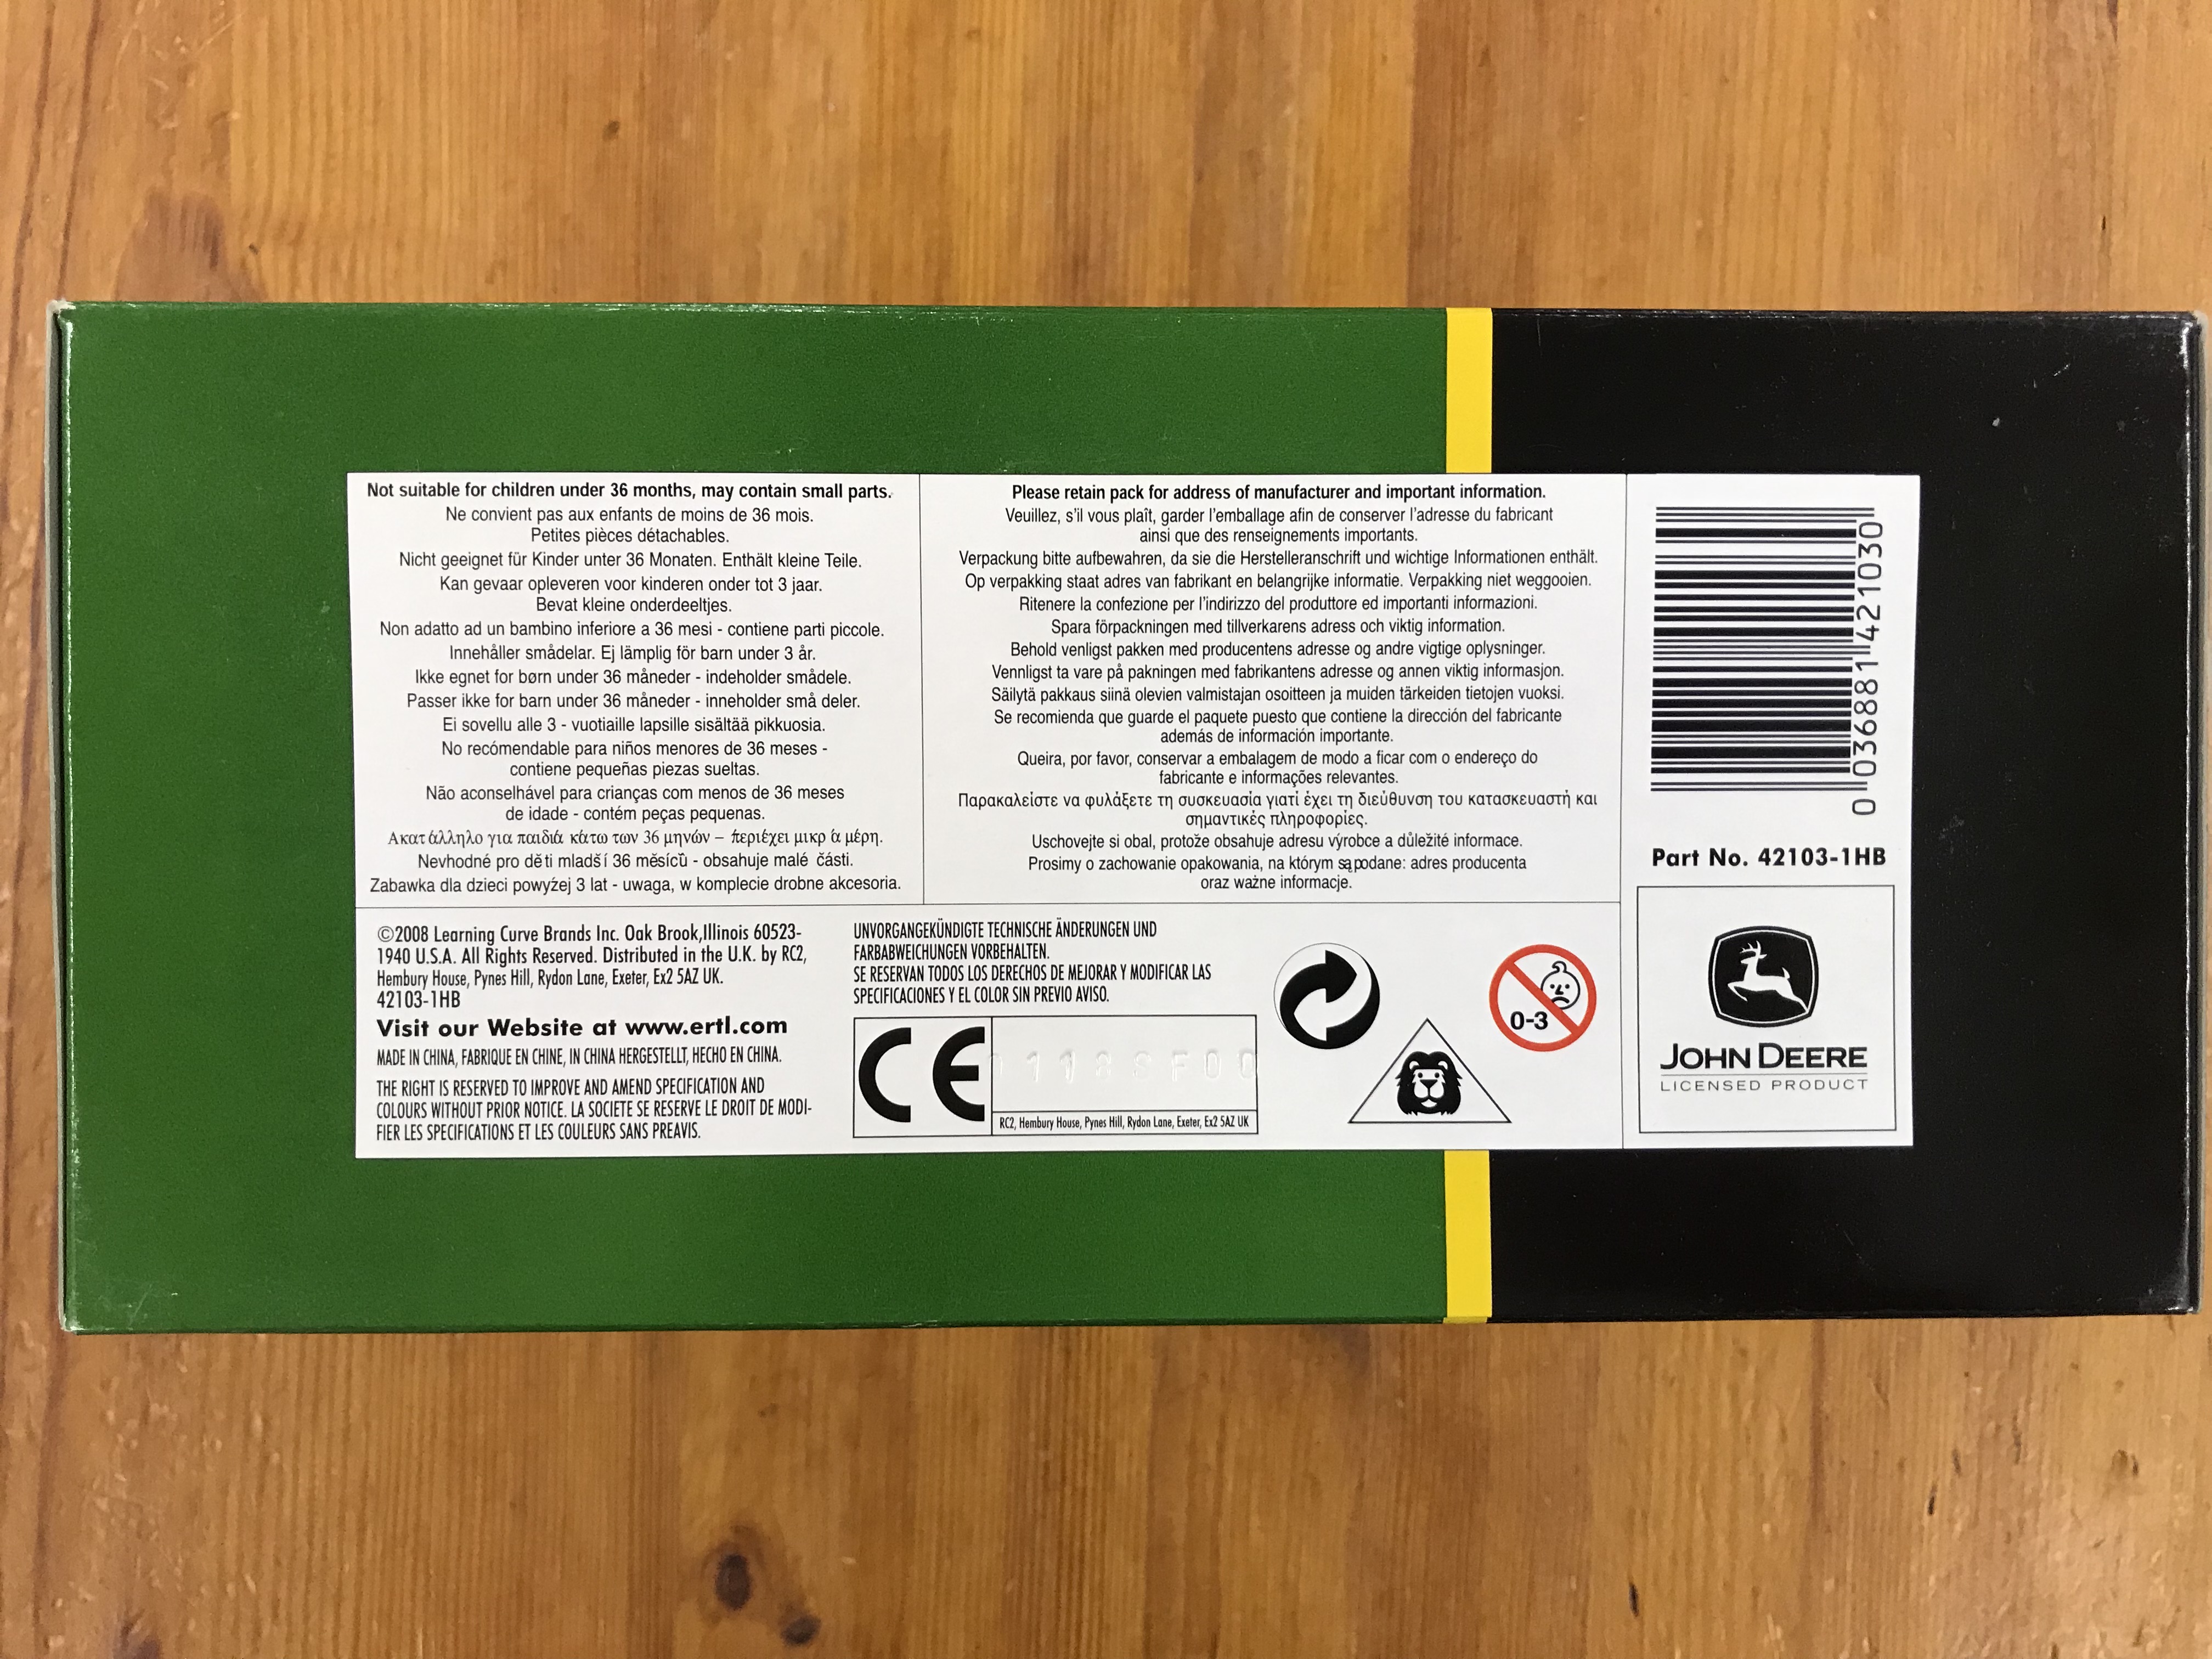 Not suitable for children under 36 months, may contain small parts.
Ne convient pas aux enfants de moins de 36 mois.
Petites pièces détachables.
Nicht geeignet für Kinder unter 36 Monaten. Enthält kleine Teile.
Kan gevaar opleveren voor kinderen onder tot 3 jaar.
Bevat kleine onderdeeltjes.
Non adatto ad un bambino inferiore a 36 mesi - contiene parti piccole.
Innehåller smådelar. Ej lämplig för barn under 3 år.
Ikke egnet for børn under 36 måneder - indeholder smådele.
Passer ikke for barn under 36 måneder - inneholder små deler.
Ei sovellu alle 3 - vuotiaille lapsille sisältää pikkuosia.
No recómendable para niños menores de 36 meses -
contiene pequeñas piezas sueltas.
Não aconselhável para crianças com menos de 36 meses
de idade - contém peças pequenas.
Ακατάλληλο για παιδιά κάτω των 36 μηνών – περιέχει μικρ ά μέρη.
Nevhodné pro děti mladší 36 měsíců - obsahuje malé části.
Zabawka dla dzieci powyźej 3 lat - uwaga, w komplecie drobne akcesoria.
Please retain pack for address of manufacturer and important information.
Veuillez, s'il vous plaît, garder l'emballage afin de conserver l'adresse du fabricant
ainsi que des renseignements importants.
Verpackung bitte aufbewahren, da sie die Herstelleranschrift und wichtige Informationen enthält.
Op verpakking staat adres van fabrikant en belangrijke informatie. Verpakking niet weggooien.
Ritenere la confezione per l'indirizzo del produttore ed importanti informazioni.
Spara förpackningen med tillverkarens adress och viktig information.
Behold venligst pakken med producentens adresse og andre vigtige oplysninger.
Vennligst ta vare på pakningen med fabrikantens adresse og annen viktig informasjon.
Säilytä pakkaus siinä olevien valmistajan osoitteen ja muiden tärkeiden tietojen vuoksi.
Se recomienda que guarde el paquete puesto que contiene la dirección del fabricante
además de información importante.
Queira, por favor, conservar a embalagem de modo a ficar com o endereço do
fabricante e informações relevantes.
Παρακαλείστε να φυλάξετε τη συσκευασία γιατί έχει τη διεύθυνση του κατασκευαστή και
σημαντικές πληροφορίες.
Uschovejte si obal, protože obsahuje adresu výrobce a důležité informace.
Prosimy o zachowanie opakowania, na którym są podane: adres producenta
oraz ważne informacje.
0 03688142103 0
Part No. 42103-1HB
©2008 Learning Curve Brands Inc. Oak Brook,Illinois 60523-
1940 U.S.A. All Rights Reserved. Distributed in the U.K. by RC2,
Hembury House, Pynes Hill, Rydon Lane, Exeter, Ex2 5AZ UK.
42103-1HB
Visit our Website at www.ertl.com
MADE IN CHINA, FABRIQUE EN CHINE, IN CHINA HERGESTELLT, HECHO EN CHINA.
THE RIGHT IS RESERVED TO IMPROVE AND AMEND SPECIFICATION AND
COLOURS WITHOUT PRIOR NOTICE. LA SOCIETE SE RESERVE LE DROIT DE MODI-
FIER LES SPECIFICATIONS ET LES COULEURS SANS PREAVIS.
UNVORGANGEKÜNDIGTE TECHNISCHE ÄNDERUNGEN UND
FARBABWEICHUNGEN VORBEHALTEN.
SE RESERVAN TODOS LOS DERECHOS DE MEJORAR Y MODIFICAR LAS
SPECIFICACIONES Y EL COLOR SIN PREVIO AVISO.
CE
RC2, Hembury House, Pynes Hill, Rydon Lane, Exeter, Ex2 5AZ UK
0-3
JOHN DEERE
LICENSED PRODUCT